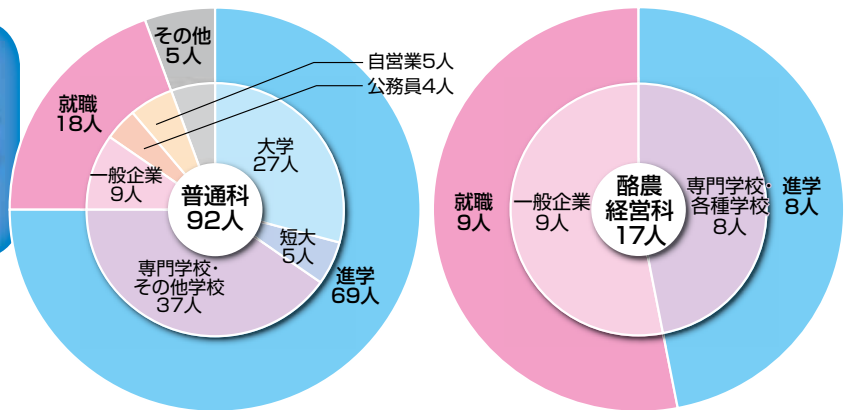 その他
5人
自営業5人
公務員4人
就職
18人
大学
27人
一般企業
9人
普通科
92人
短大
5人
専門学校・
その他学校
37人
進学
69人
就職
9人
一般企業
9人
酪農
経営科
17人
専門学校・
各種学校
8人
進学
8人